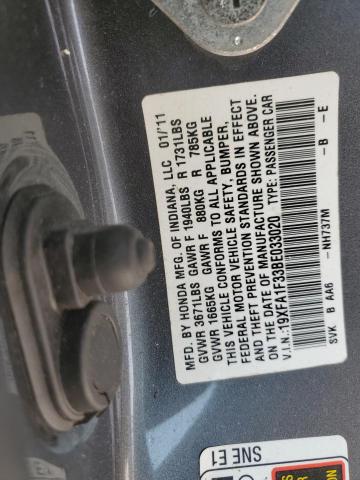 MFD. BY HONDA MFG. OF INDIANA, LLC 01/'11
GVWR 3671LBS GAWR F 1940LBS R 1731LBS
GVWR 1665KG GAWR F 880KG R 785KG
THIS VEHICLE CONFORMS TO ALL APPLICABLE
FEDERAL MOTOR VEHICLE SAFETY, BUMPER,
AND THEFT PREVENTION STANDARDS IN EFFECT
ON THE DATE OF MANUFACTURE SHOWN ABOVE.
V.I.N.:19XFA1F33BE033020 TYPE: PASSENGER CAR
SVK B AA6 -NH737M -B -E
SNE E1